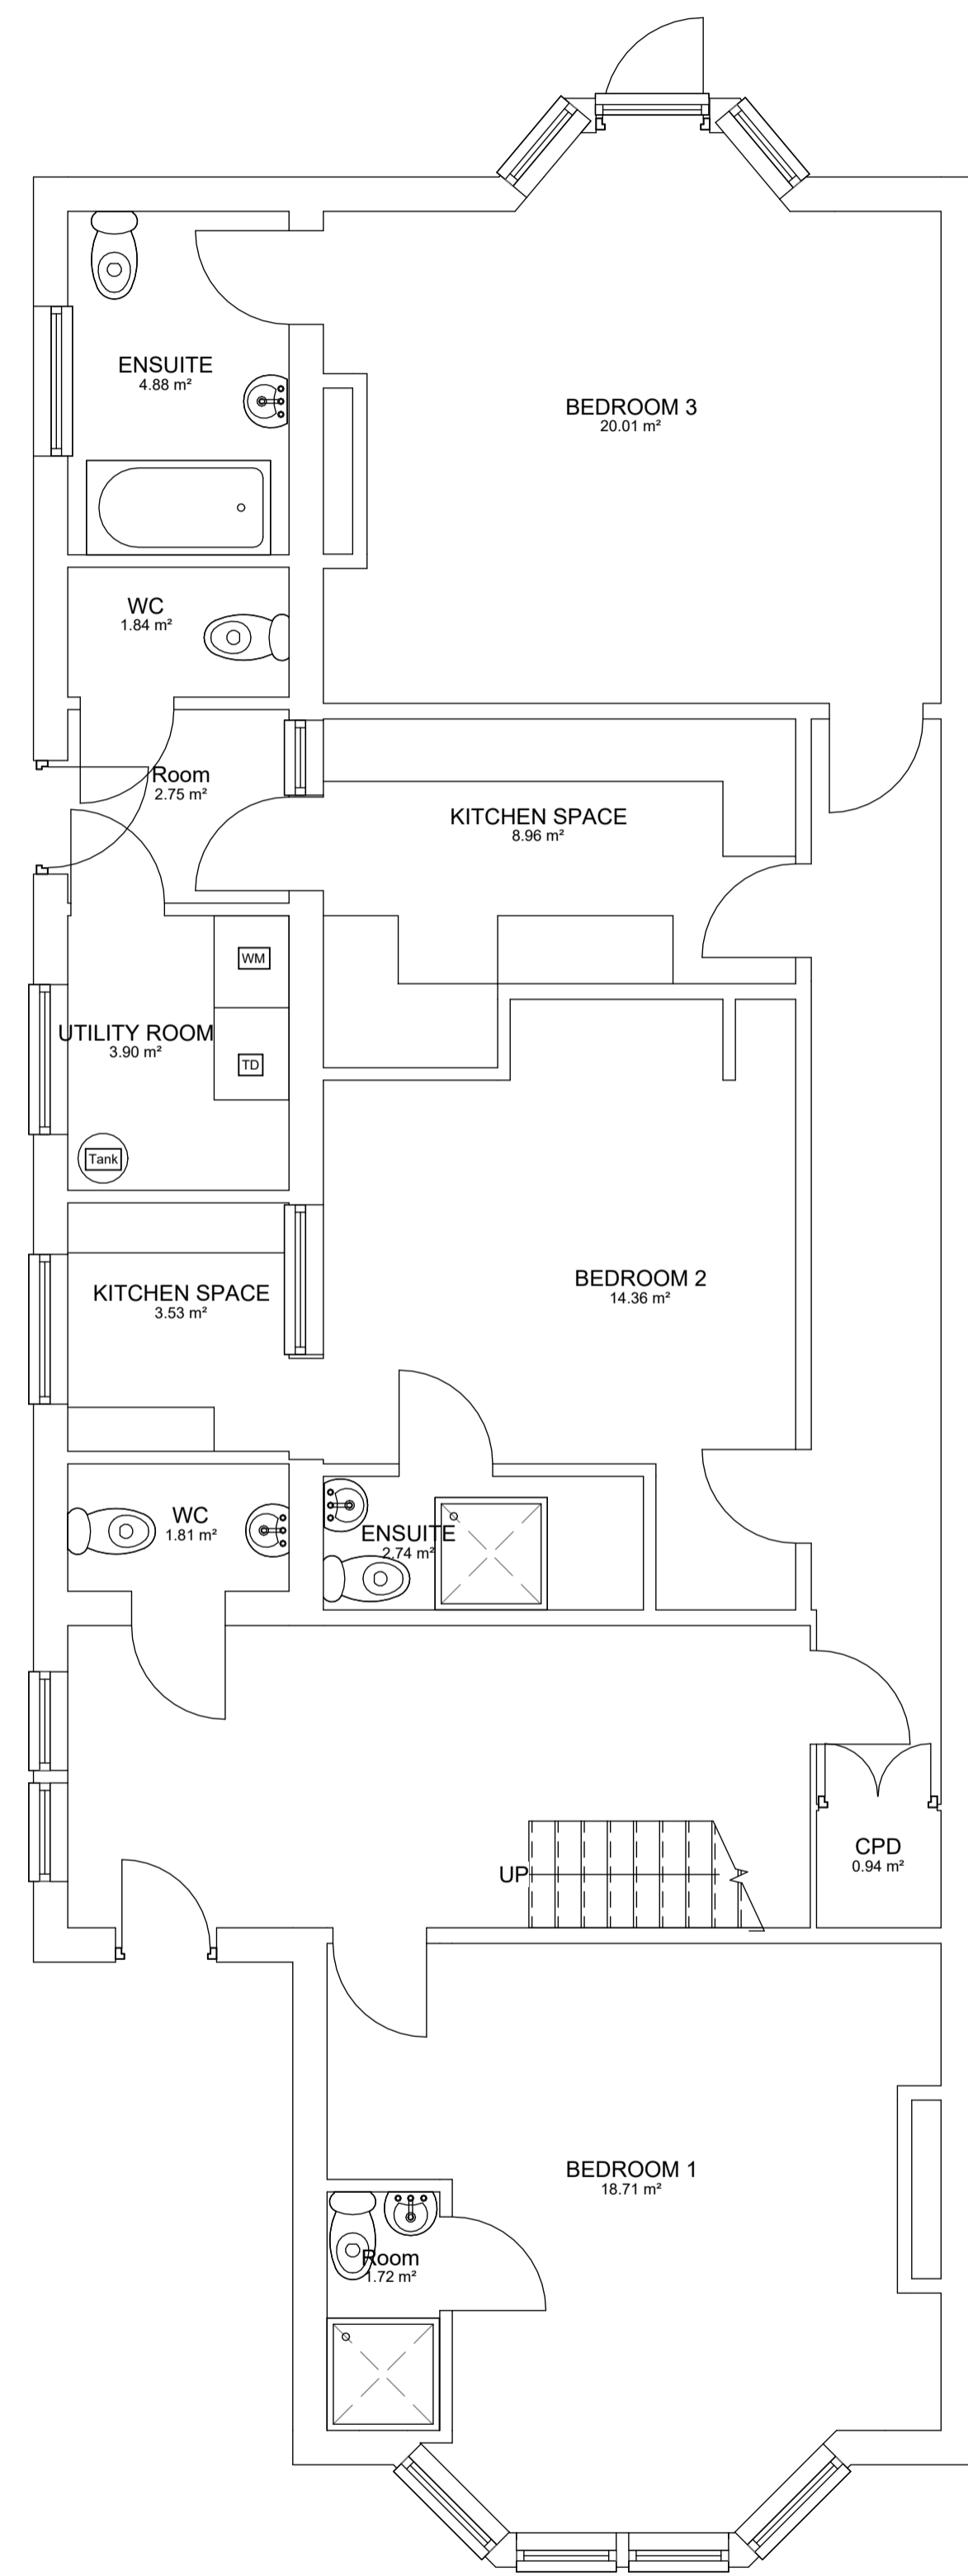 ENSUITE
4.88 m²
BEDROOM 3
20.01 m²
WC
1.84 m²
Room
2.75 m²
KITCHEN SPACE
8.96 m²
WM
UTILITY ROOM
3.90 m²
TD
Tank
KITCHEN SPACE
3.53 m²
BEDROOM 2
14.36 m²
WC
1.81 m²
ENSUITE
2.74 m²
UP
CPD
0.94 m²
BEDROOM 1
18.71 m²
Room
1.72 m²